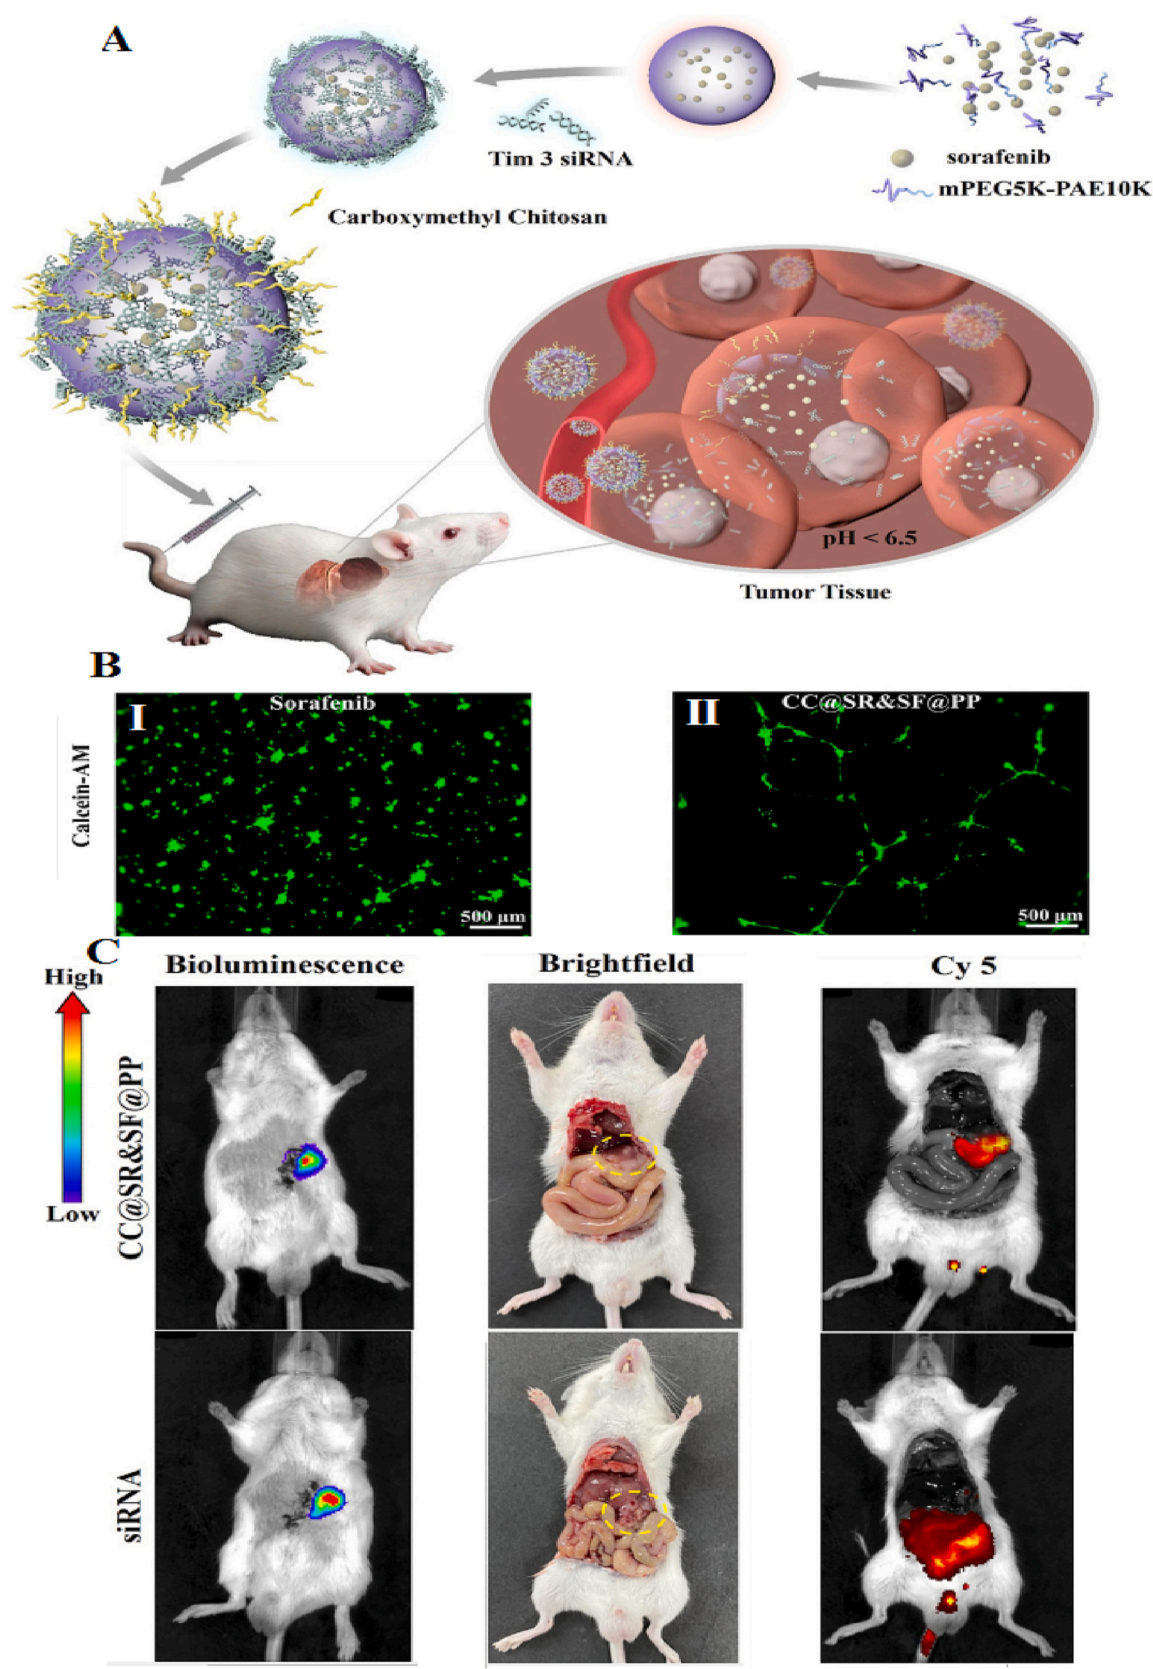 A
Tim 3 siRNA
sorafenib
mPEG5K-PAE10K
Carboxymethyl Chitosan
pH < 6.5
Tumor Tissue
B
I
Sorafenib
II
CC@SR&SF@PP
Calcein-AM
500 μm
500 μm
C
Bioluminescence
Brightfield
Cy 5
High
Low
CC@SR&SF@PP
siRNA